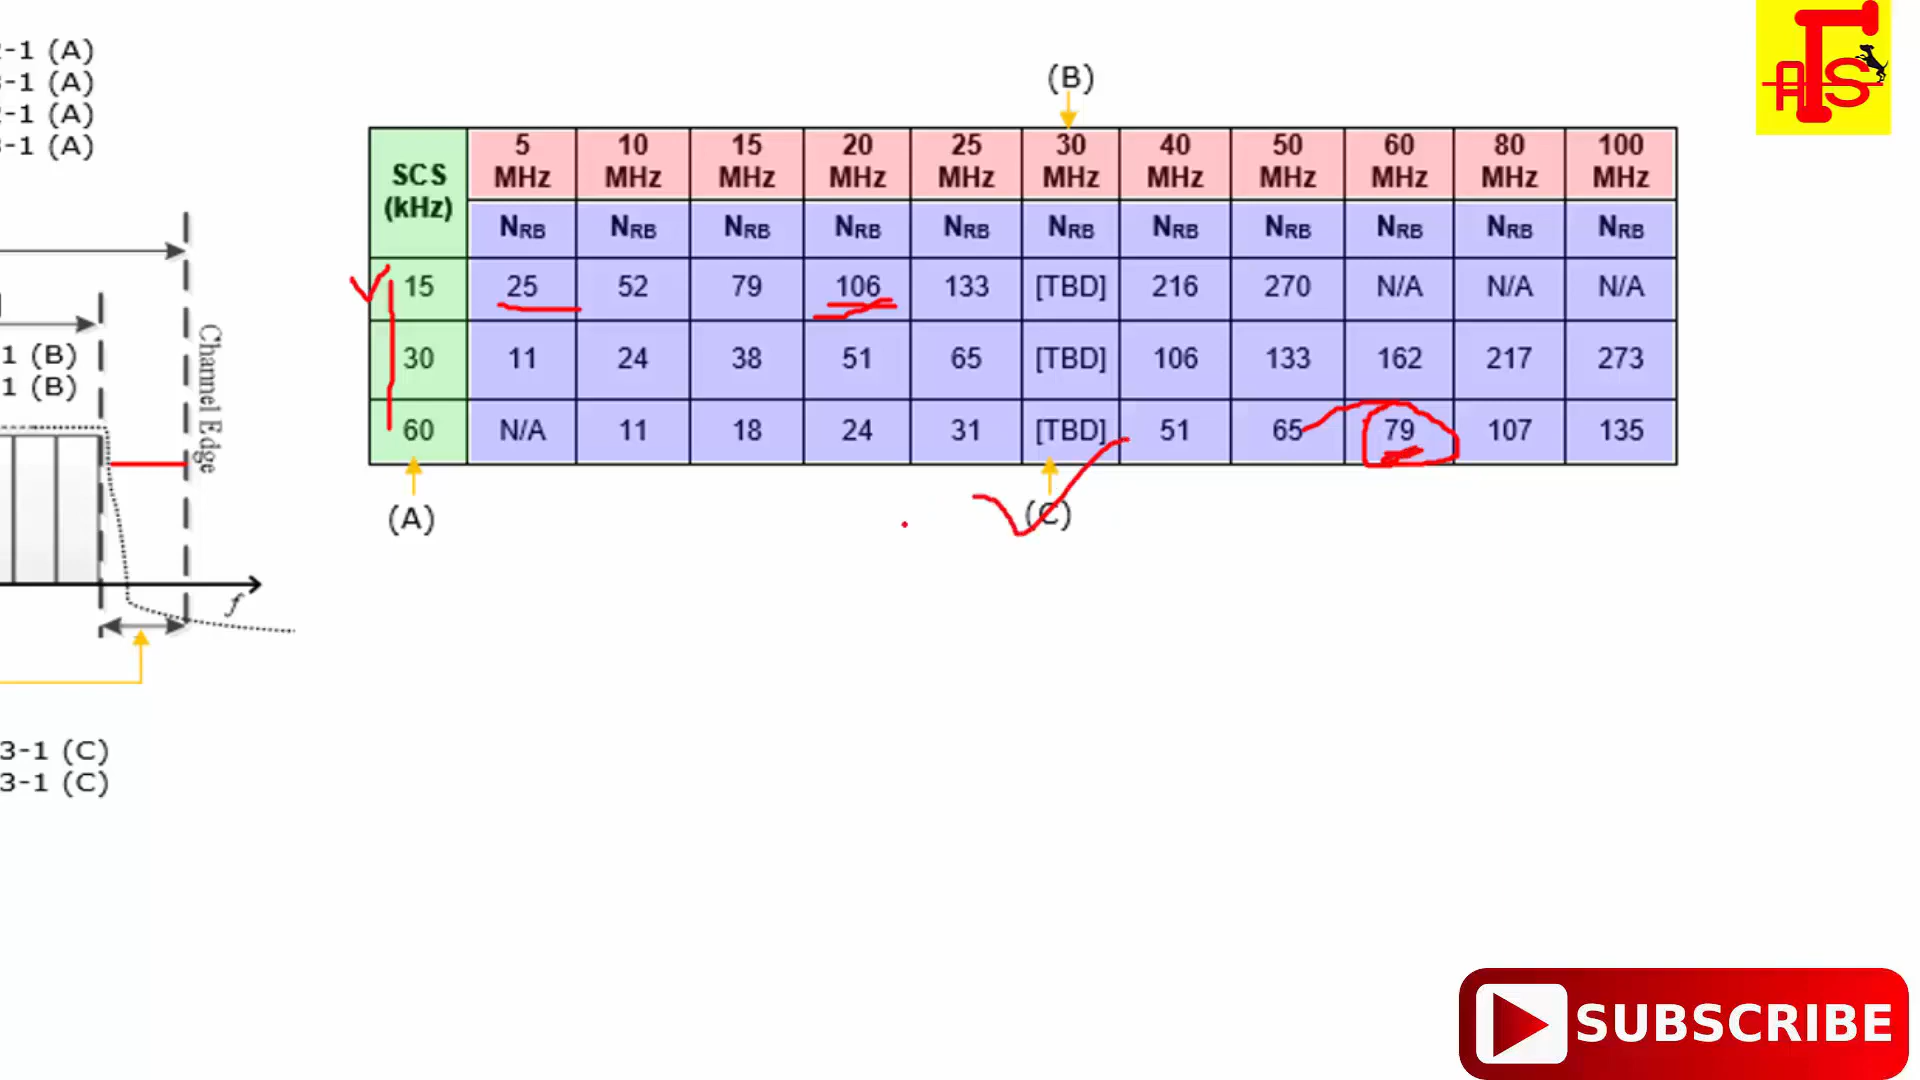 -1 (A)
-1 (A)
-1 (A)
-1 (A)
1 (B)
1 (B)
Channel Edge
f
3-1 (C)
3-1 (C)
(B)
SCS (kHz) 5 MHz 10 MHz 15 MHz 20 MHz 25 MHz 30 MHz 40 MHz 50 MHz 60 MHz 80 MHz 100 MHz
NRB NRB NRB NRB NRB NRB NRB NRB NRB NRB NRB
15 25 52 79 106 133 [TBD] 216 270 N/A N/A N/A
30 11 24 38 51 65 [TBD] 106 133 162 217 273
60 N/A 11 18 24 31 [TBD] 51 65 79 107 135
(A) (C)
SUBSCRIBE